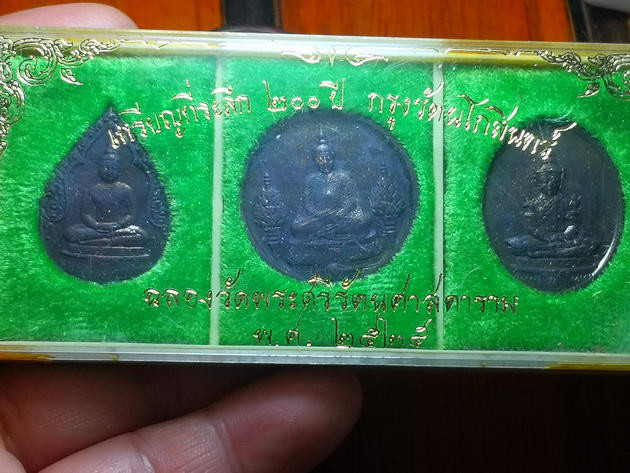 เหรียญที่ระลึก ๒๐๐ ปี กรุงรัตนโกสินทร์
ฉลองวัดพระศรีรัตนศาสดาราม
พ.ศ. ๒๕๒๕